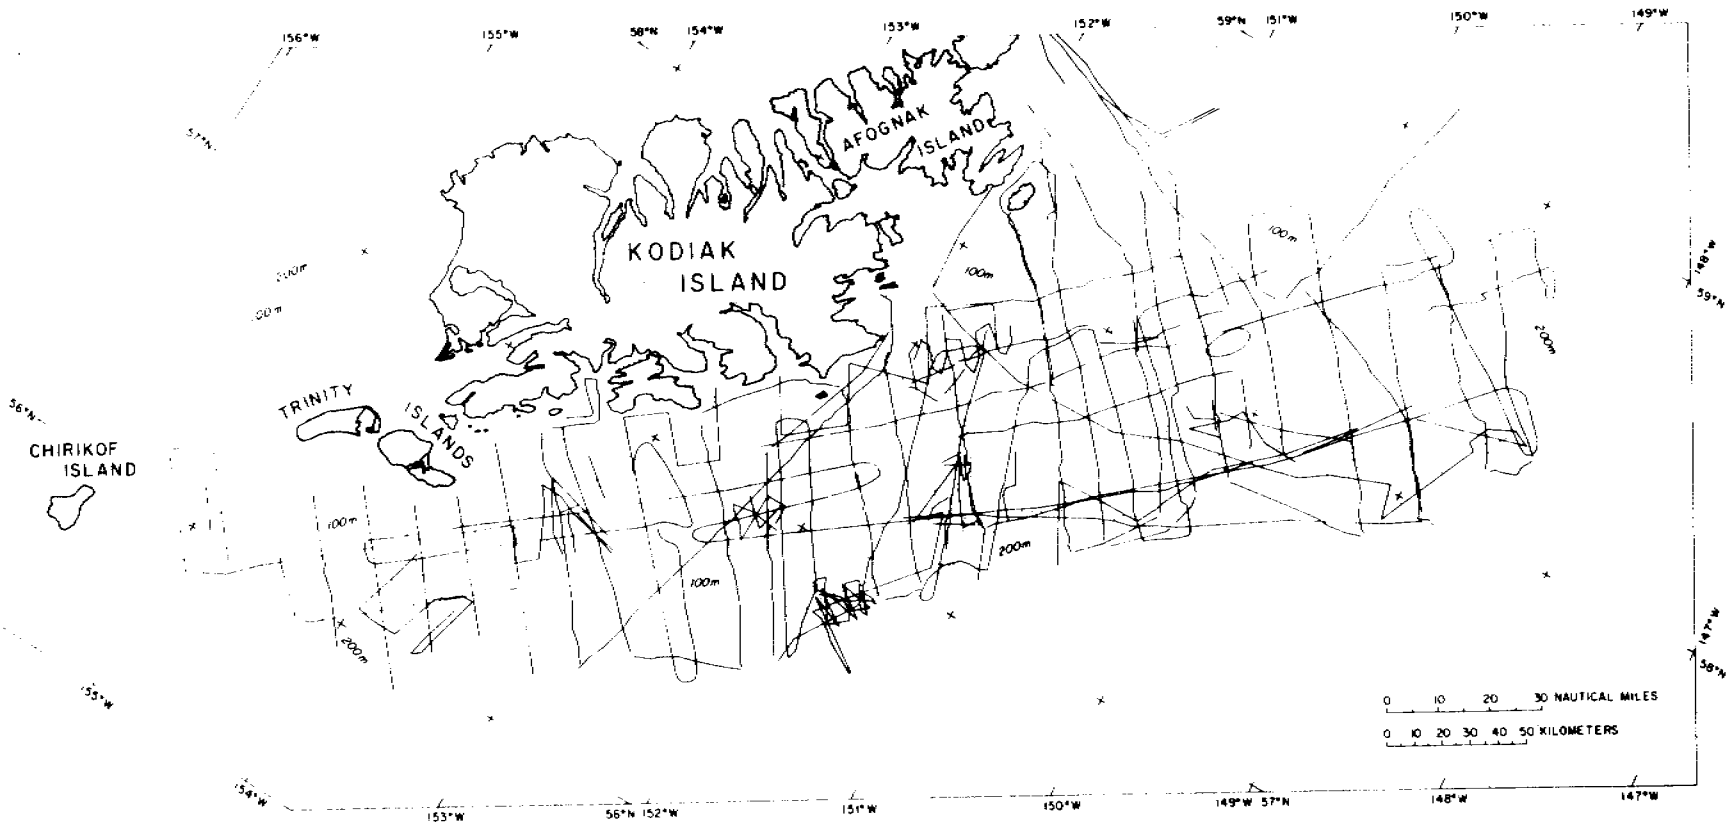 156°W
155°W
58°N 154°W
153°W
152°W
59°N 151°W
150°W
149°W
57°N
AFOGNAK
ISLAND
KODIAK
ISLAND
100m
100m
200m
148°W
59°N
200m
56°N
TRINITY
ISLANDS
CHIRIKOF
ISLAND
100m
200m
100m
200m
147°W
58°N
155°W
0 10 20 30 NAUTICAL MILES
0 10 20 30 40 50 KILOMETERS
154°W
153°W
56°N 152°W
151°W
150°W
149°W 57°N
148°W
147°W